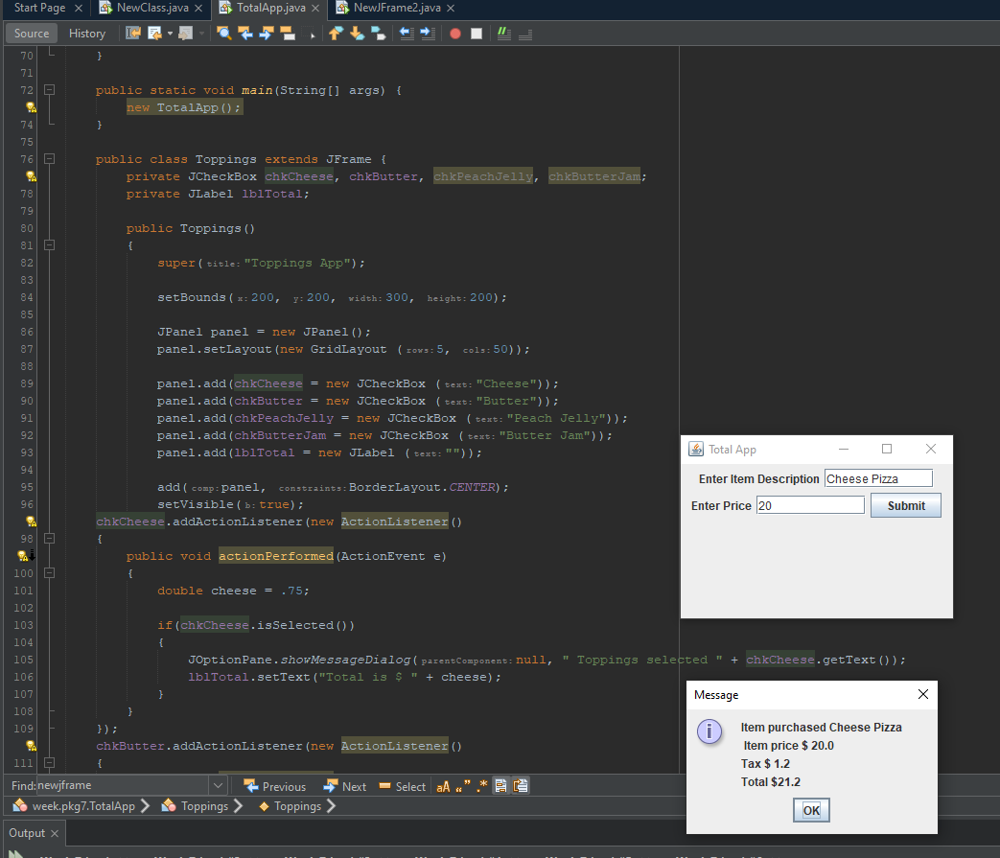 Start Page
NewClass.java
TotalApp.java
NewJFrame2.java
Source History
70 }
71
72 public static void main(String[] args) {
new TotalApp();
74 }
75
76 public class Toppings extends JFrame {
private JCheckBox chkCheese, chkButter, chkPeachJelly, chkButterJam;
78 private JLabel lblTotal;
79
80 public Toppings()
81 {
82 super(title:"Toppings App");
83
84 setBounds(x:200, y:200, width:300, height:200);
85
86 JPanel panel = new JPanel();
87 panel.setLayout(new GridLayout (rows:5, cols:50));
88
89 panel.add(chkCheese = new JCheckBox (text:"Cheese"));
90 panel.add(chkButter = new JCheckBox (text:"Butter"));
91 panel.add(chkPeachJelly = new JCheckBox (text:"Peach Jelly"));
92 panel.add(chkButterJam = new JCheckBox (text:"Butter Jam"));
93 panel.add(lblTotal = new JLabel (text:""));
94
95 add(comp:panel, constraints:BorderLayout.CENTER);
96 setVisible(b:true);
chkCheese.addActionListener(new ActionListener()
98 {
public void actionPerformed(ActionEvent e)
100 {
101 double cheese = .75;
102
103 if(chkCheese.isSelected())
104 {
105 JOptionPane.showMessageDialog(parentComponent:null, " Toppings selected " + chkCheese.getText());
106 lblTotal.setText("Total is $ " + cheese);
107 }
108 }
109 });
chkButter.addActionListener(new ActionListener()
111 {
Total App
Enter Item Description Cheese Pizza
Enter Price 20 Submit
Message
Item purchased Cheese Pizza
Item price $ 20.0
Tax $ 1.2
Total $21.2
OK
Find: newjframe Previous Next Select aA “” .*
week.pkg7.TotalApp Toppings Toppings
Output